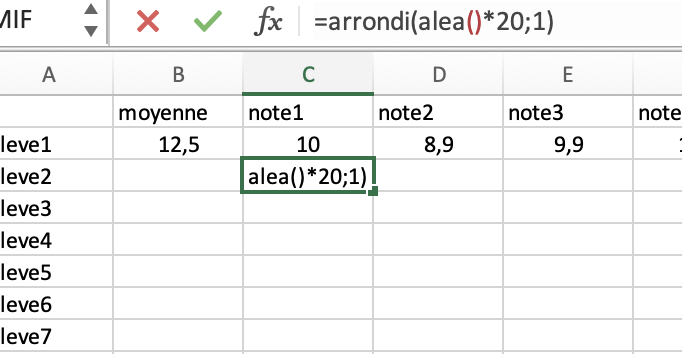 MIF fx =arrondi(alea()*20;1)
A B C D E
moyenne note1 note2 note3 note
leve1 12,5 10 8,9 9,9
leve2 alea()*20;1)
leve3
leve4
leve5
leve6
leve7